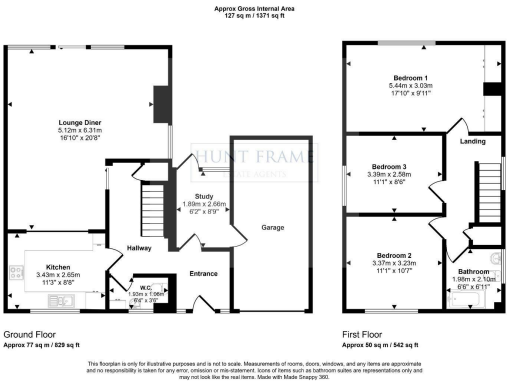 Approx Gross Internal Area
127 sq m / 1371 sq ft
Lounge Diner
5.12m x 6.31m
16'10" x 20'8"
HUNT FRAME
ESTATE AGENTS
Study
1.89m x 2.66m
6'2" x 8'9"
Garage
Hallway
Kitchen
3.43m x 2.65m
11'3" x 8'8"
W.C.
1.93m x 1.06m
6'4" x 3'6"
Entrance
Bedroom 1
5.44m x 3.03m
17'10" x 9'11"
Landing
Bedroom 3
3.39m x 2.58m
11'1" x 8'6"
Bedroom 2
3.37m x 3.23m
11'1" x 10'7"
Bathroom
1.98m x 2.10m
6'6" x 6'11"
Ground Floor
Approx 77 sq m / 829 sq ft
First Floor
Approx 50 sq m / 542 sq ft
This floorplan is only for illustrative purposes and is not to scale. Measurements of rooms, doors, windows, and any items are approximate
and no responsibility is taken for any error, omission or mis-statement. Icons of items such as bathroom suites are representations only and
may not look like the real items. Made with Made Snappy 360.